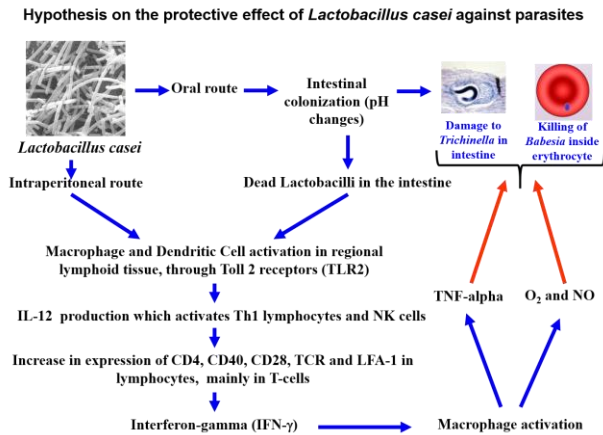 Hypothesis on the protective effect of Lactobacillus casei against parasites
Oral route
Intestinal
colonization (pH
changes)
Lactobacillus casei
Damage to
Trichinella in
intestine
Killing of
Babesia inside
erythrocyte
Intraperitoneal route
Dead Lactobacilli in the intestine
Macrophage and Dendritic Cell activation in regional
lymphoid tissue, through Toll 2 receptors (TLR2)
TNF-alpha
O₂ and NO
IL-12 production which activates Th1 lymphocytes and NK cells
Increase in expression of CD4, CD40, CD28, TCR and LFA-1 in
lymphocytes, mainly in T-cells
Interferon-gamma (IFN-γ)
Macrophage activation